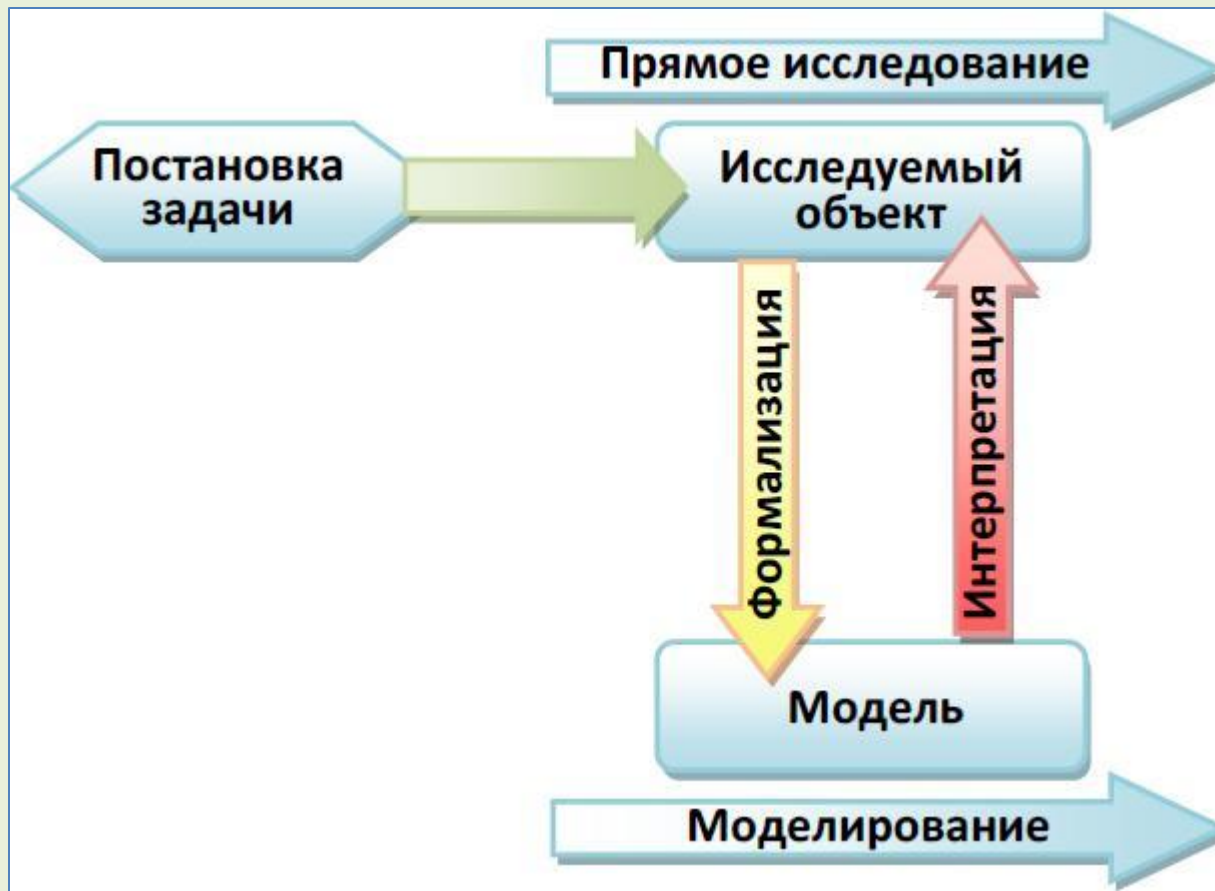 Прямое исследование
Постановка
задачи
Исследуемый
объект
Формализация
Интерпретация
Модель
Моделирование